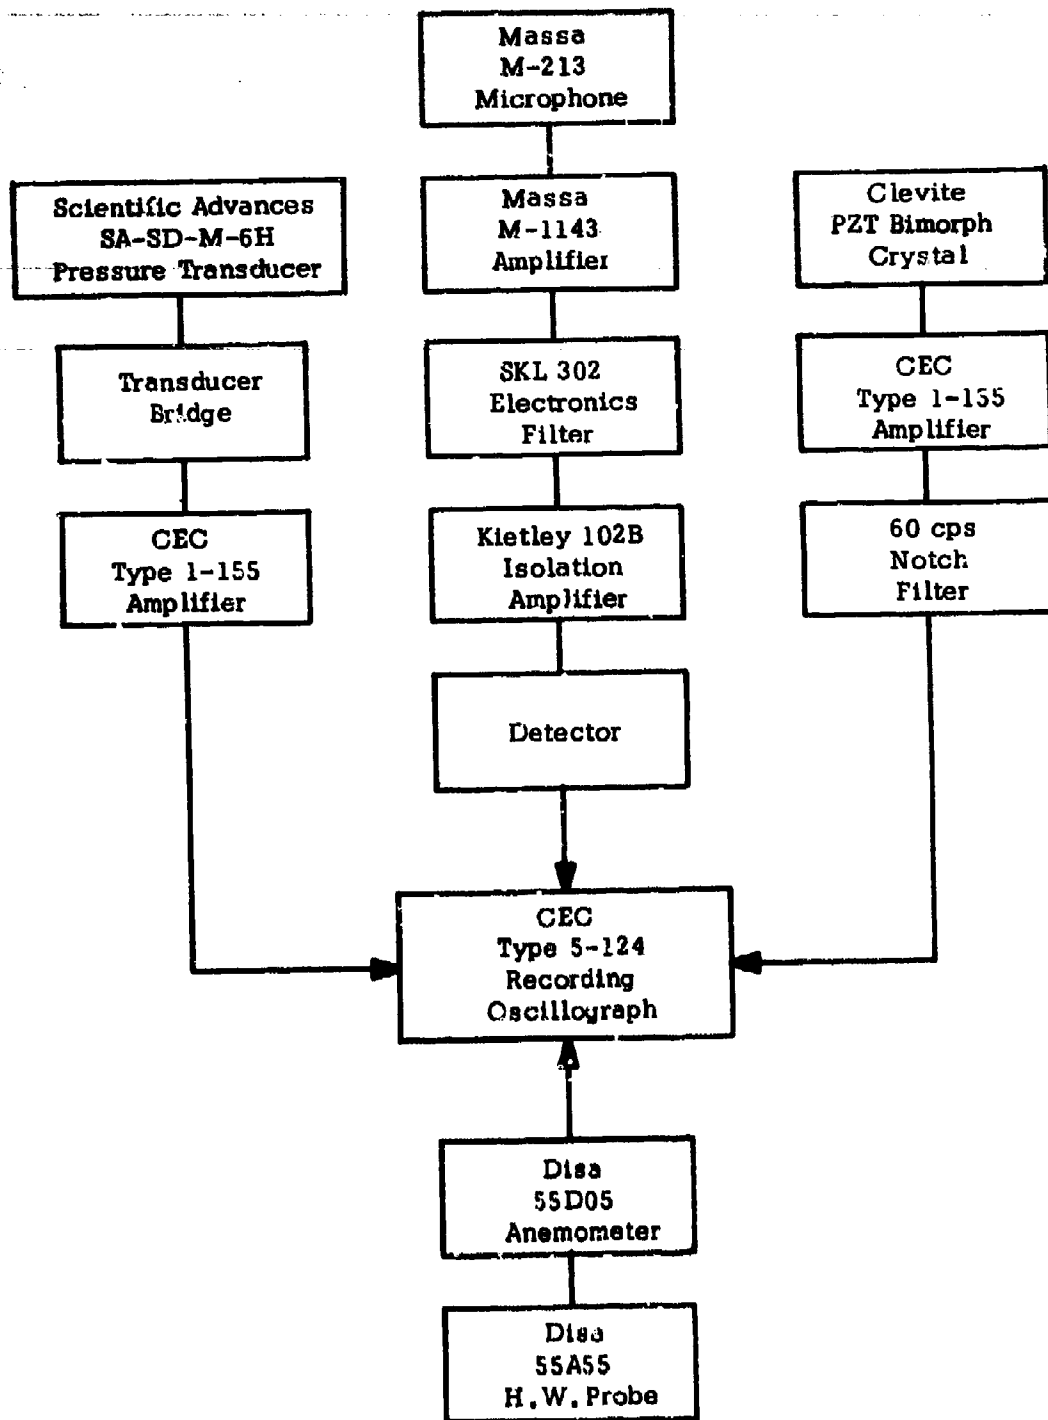 Massa
M-213
Microphone
Scientific Advances
SA-SD-M-6H
Pressure Transducer
Massa
M-1143
Amplifier
Clevite
PZT Bimorph
Crystal
Transducer
Bridge
SKL 302
Electronics
Filter
CEC
Type 1-155
Amplifier
CEC
Type 1-155
Amplifier
Kietley 102B
Isolation
Amplifier
60 cps
Notch
Filter
Detector
CEC
Type 5-124
Recording
Oscillograph
Disa
55D05
Anemometer
Disa
55A55
H.W. Probe